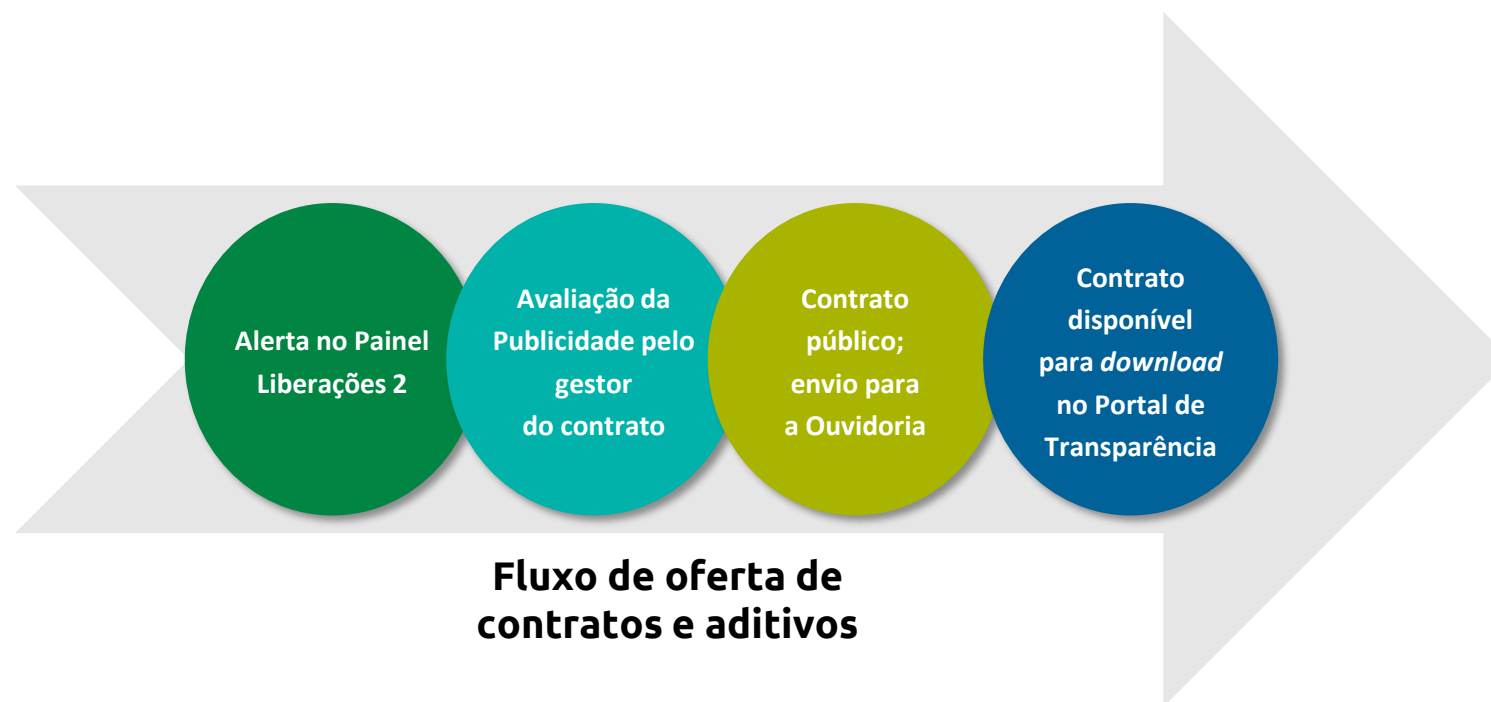 Alerta no Painel
Liberações 2
Avaliação da
Publicidade pelo
gestor
do contrato
Contrato
público;
envio para
a Ouvidoria
Contrato
disponível
para download
no Portal de
Transparência
Fluxo de oferta de
contratos e aditivos